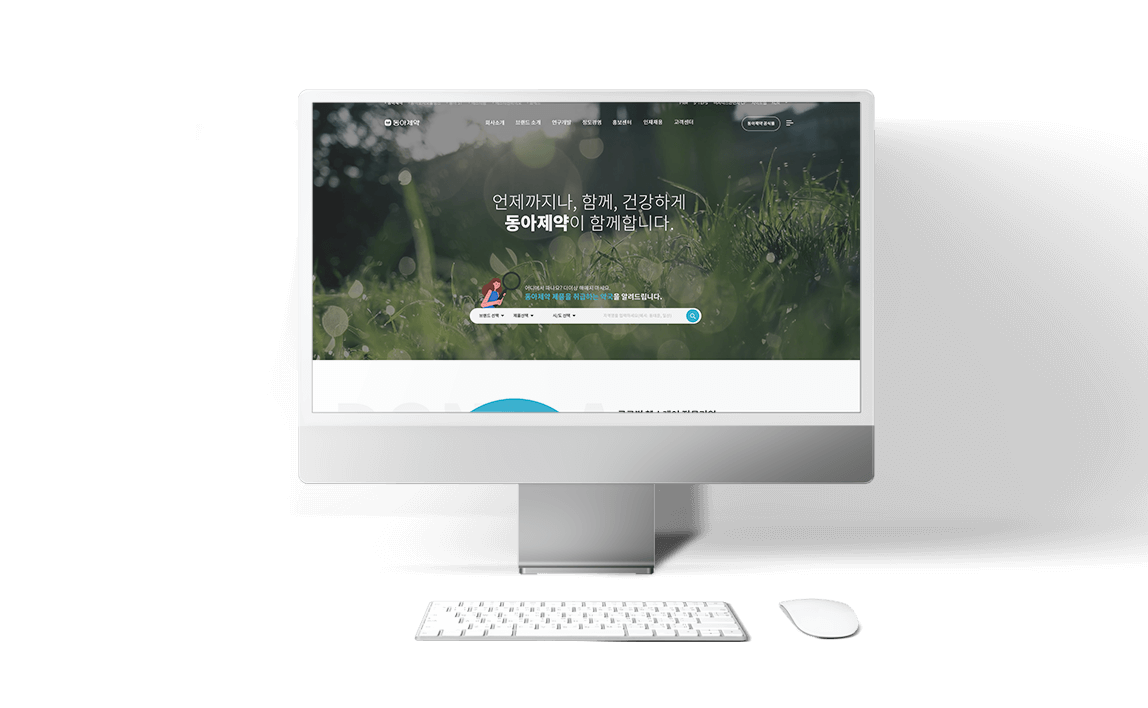 동아제약
회사소개 브랜드 소개 연구개발 정도경영 홍보센터 인재채용 고객센터
동아제약 공식몰
언제까지나, 함께, 건강하게
동아제약이 함께합니다.
어디에서 파나요? 더이상 헤매지 마세요.
동아제약 제품을 취급하는 약국을 알려드립니다.
브랜드 선택 제품선택 시/도 선택